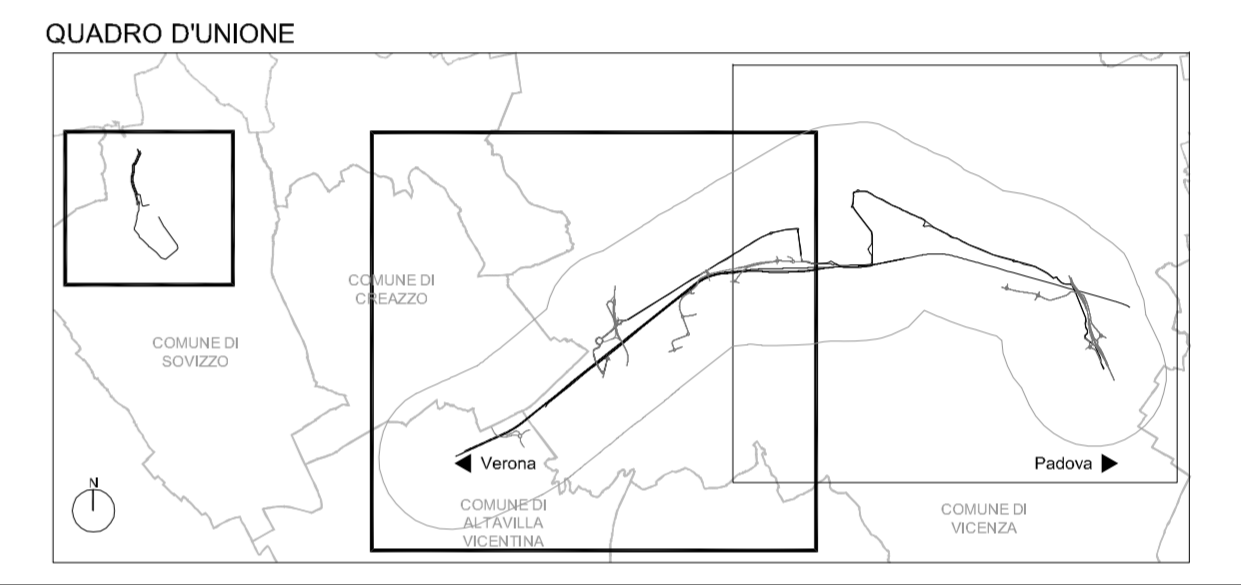 QUADRO D'UNIONE
COMUNE DI
CREAZZO
COMUNE DI
SOVIZZO
Verona
Padova
N
COMUNE DI
ALTAVILLA
VICENTINA
COMUNE DI
VICENZA